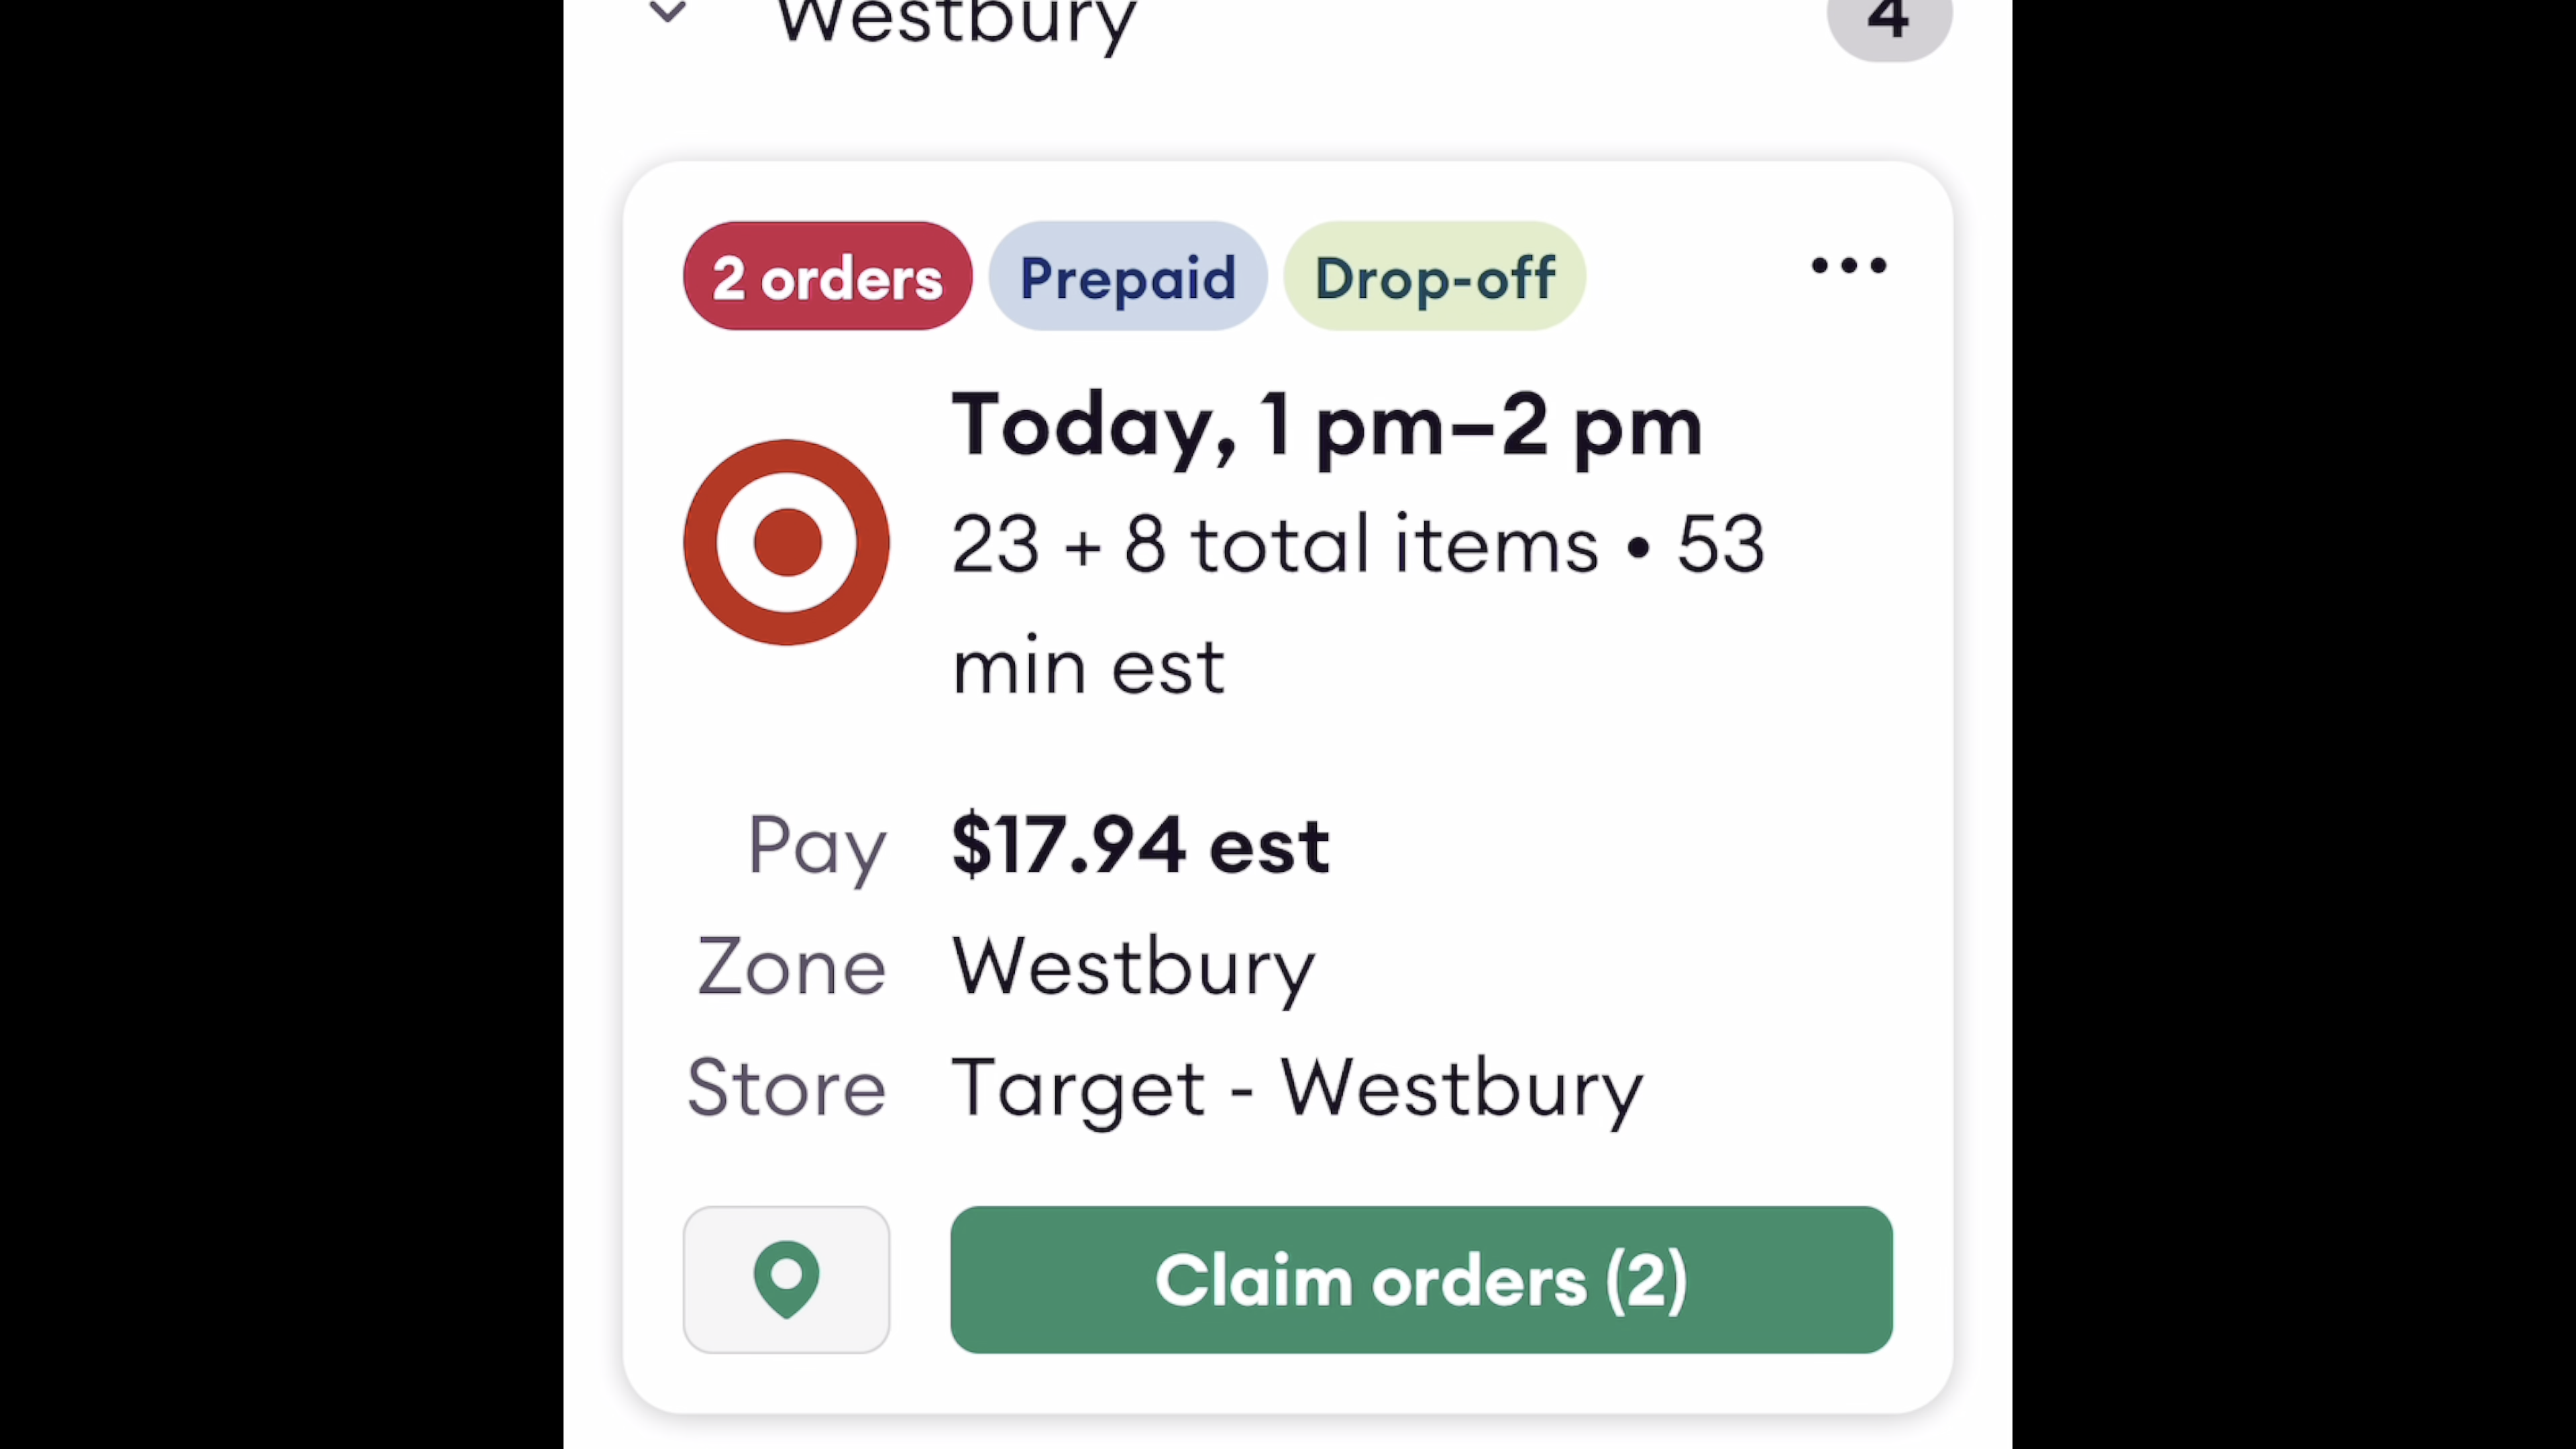 Westbury
4
2 orders
Prepaid
Drop-off
Today, 1 pm–2 pm
23 + 8 total items • 53
min est
Pay $17.94 est
Zone Westbury
Store Target - Westbury
Claim orders (2)